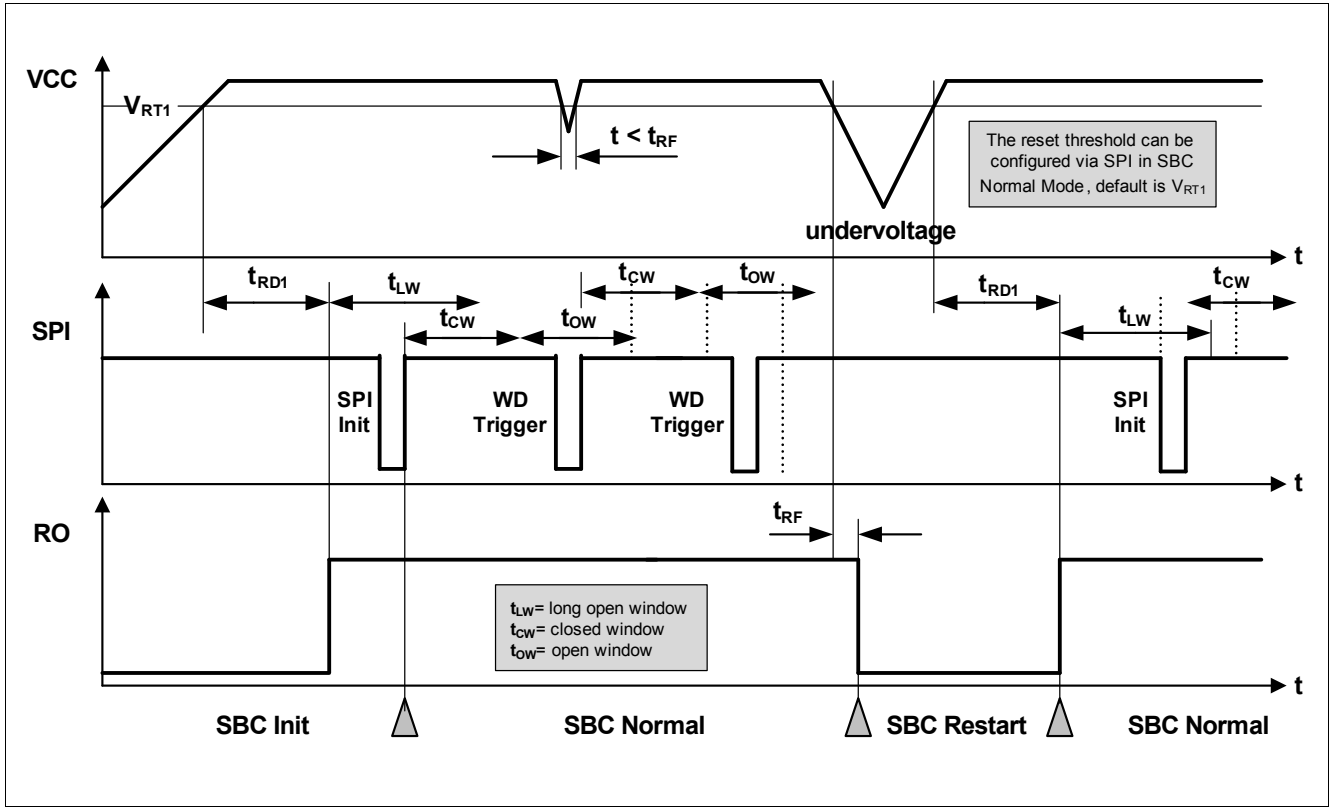 VCC
VRT1
t < tRF
The reset threshold can be
configured via SPI in SBC
Normal Mode, default is VRT1
undervoltage
t
tRD1
tLW
tCW
tOW
tCW
tOW
tRD1
tLW
tCW
SPI
SPI
Init
WD
Trigger
WD
Trigger
SPI
Init
t
RO
tRF
tLW= long open window
tCW= closed window
tOW= open window
t
SBC Init
SBC Normal
SBC Restart
SBC Normal